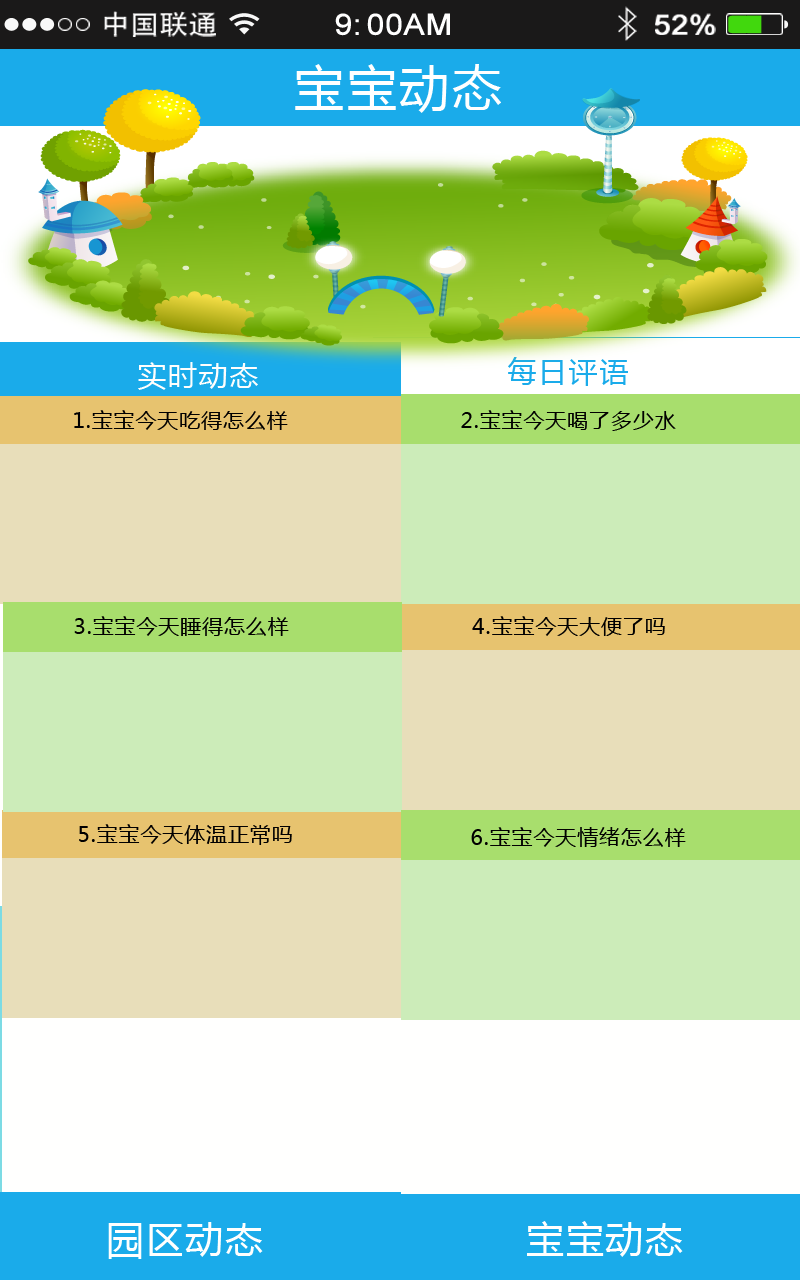 中国联通 9:00AM 52%
宝宝动态
实时动态 每日评语
1.宝宝今天吃得怎么样 2.宝宝今天喝了多少水
3.宝宝今天睡得怎么样 4.宝宝今天大便了吗
5.宝宝今天体温正常吗 6.宝宝今天情绪怎么样
园区动态 宝宝动态